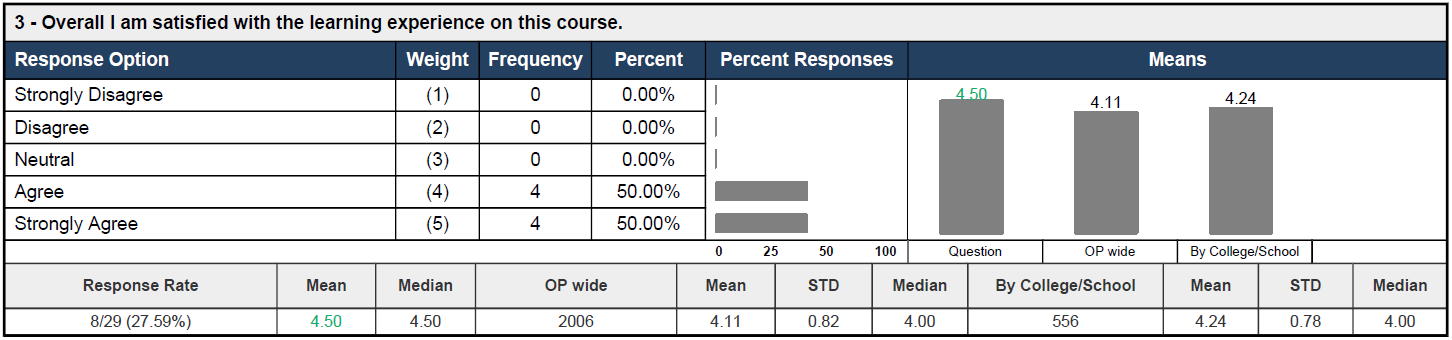 3 - Overall I am satisfied with the learning experience on this course.
Response Option Weight Frequency Percent Percent Responses Means
Strongly Disagree (1) 0 0.00%
Disagree (2) 0 0.00%
Neutral (3) 0 0.00%
Agree (4) 4 50.00%
Strongly Agree (5) 4 50.00%
4.50 4.11 4.24
0 25 50 100 Question OP wide By College/School
Response Rate Mean Median OP wide Mean STD Median By College/School Mean STD Median
8/29 (27.59%) 4.50 4.50 2006 4.11 0.82 4.00 556 4.24 0.78 4.00